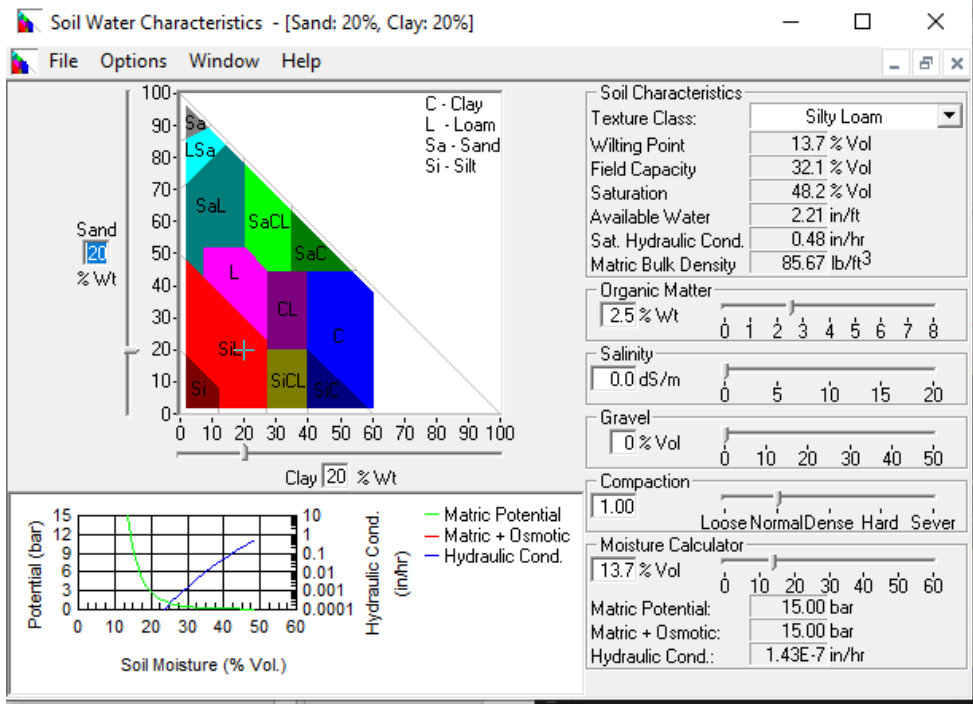 Soil Water Characteristics - [Sand: 20%, Clay: 20%]
File Options Window Help
C - Clay
L - Loam
Sa - Sand
Si - Silt
100
90
80
70
60
50
40
30
20
10
0
Sand
20
% Wt
Sa
LSa
SaL
SaCL
SaC
L
CL
C
SiL
Si
SiCL
SiC
0 10 20 30 40 50 60 70 80 90 100
Clay 20 % Wt
Soil Characteristics
Texture Class: Silty Loam
Wilting Point 13.7 % Vol
Field Capacity 32.1 % Vol
Saturation 48.2 % Vol
Available Water 2.21 in/ft
Sat. Hydraulic Cond. 0.48 in/hr
Matric Bulk Density 85.67 lb/ft3
Organic Matter
2.5 % Wt
0 1 2 3 4 5 6 7 8
Salinity
0.0 dS/m
0 5 10 15 20
Gravel
0 % Vol
0 10 20 30 40 50
Compaction
1.00
Loose Normal Dense Hard Sever
Moisture Calculator
13.7 % Vol
0 10 20 30 40 50 60
Matric Potential: 15.00 bar
Matric + Osmotic: 15.00 bar
Hydraulic Cond.: 1.43E-7 in/hr
Potential (bar)
15
12
9
6
3
0
0 10 20 30 40 50 60
Soil Moisture (% Vol.)
10
1
0.1
0.01
0.001
0.0001
Hydraulic Cond.
(in/hr)
Matric Potential
Matric + Osmotic
Hydraulic Cond.